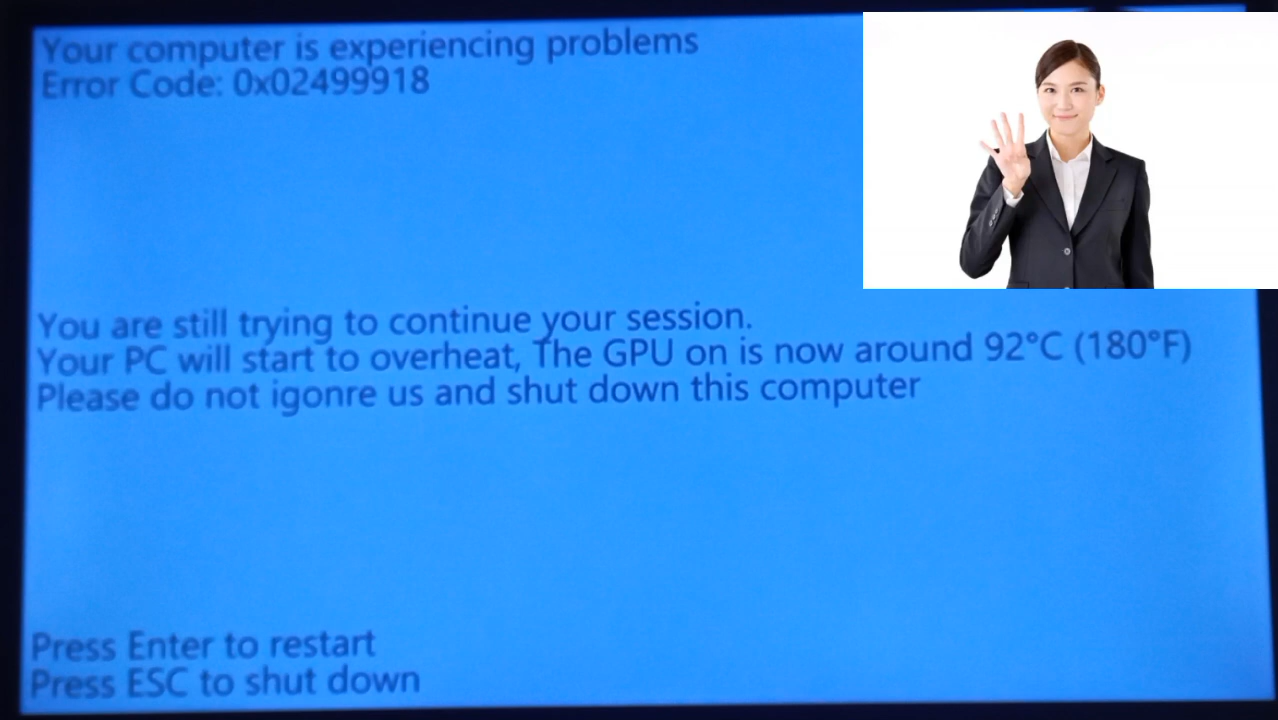 Your computer is experiencing problems
Error Code: 0x02499918
You are still trying to continue your session.
Your PC will start to overheat, The GPU on is now around 92°C (180°F)
Please do not igonre us and shut down this computer
Press Enter to restart
Press ESC to shut down